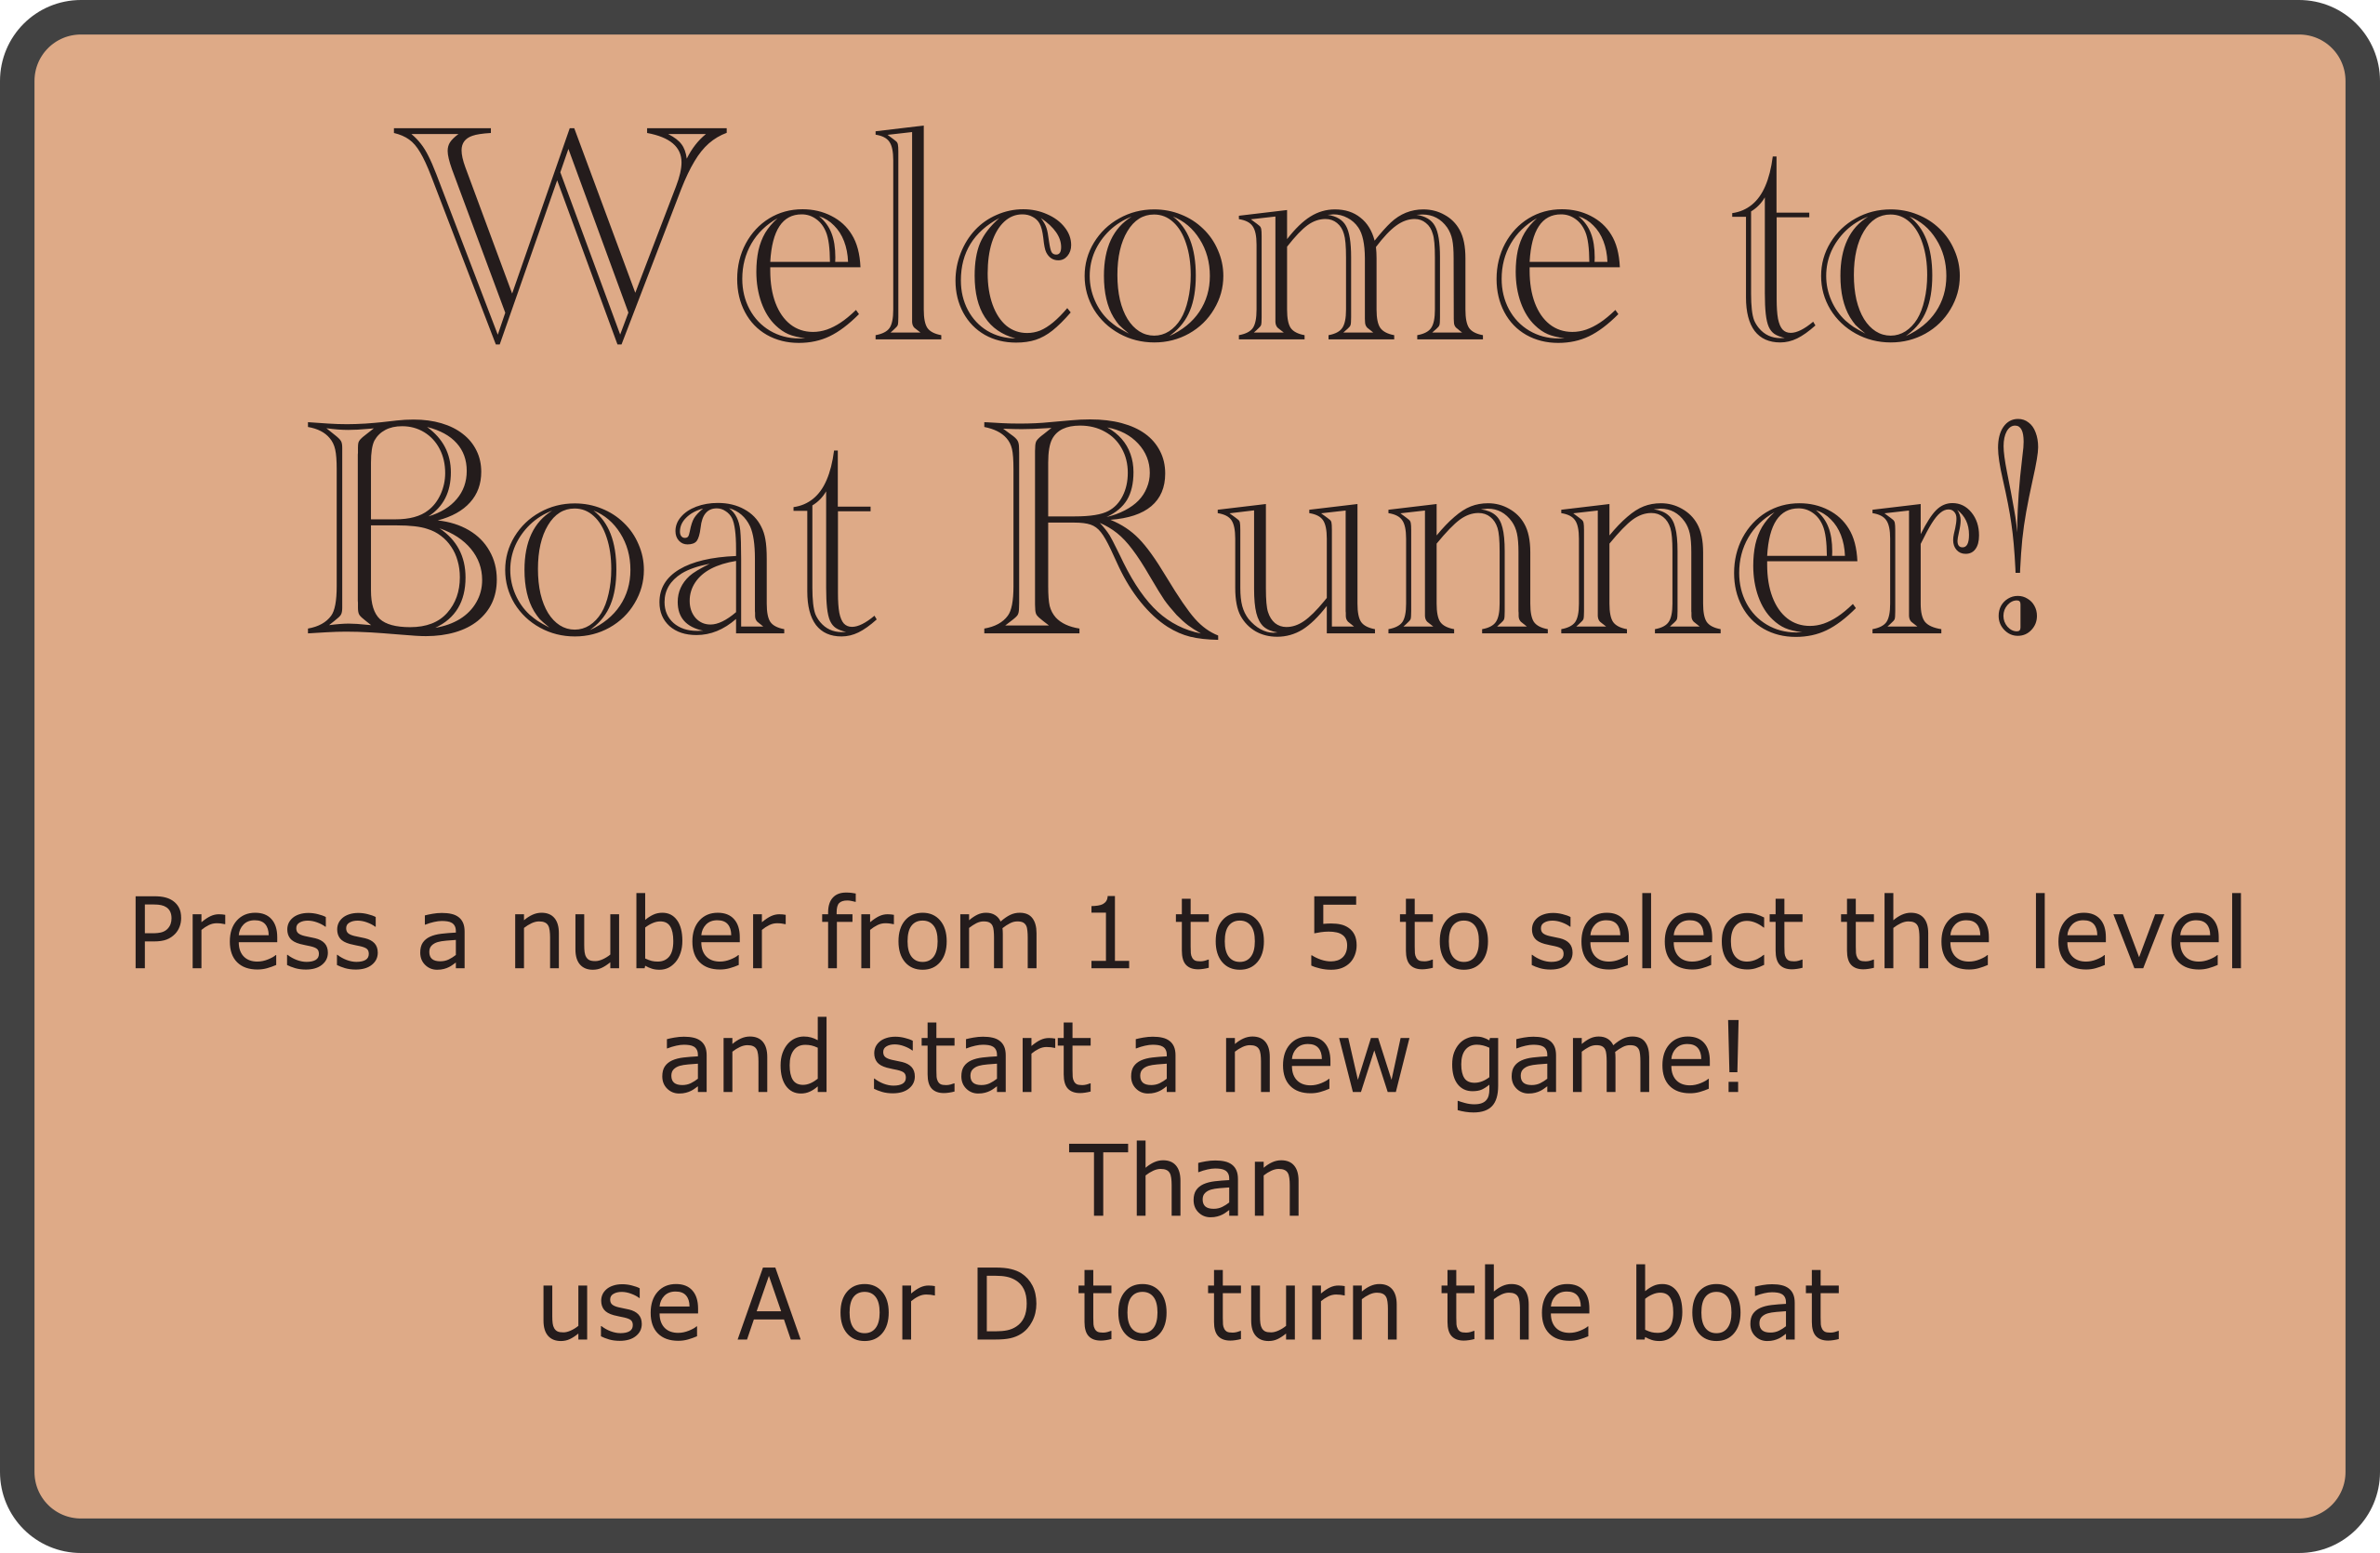 Welcome to
Boat Runner!
Press a nuber from 1 to 5 to select the level
and start a new game!
Than
use A or D to turn the boat